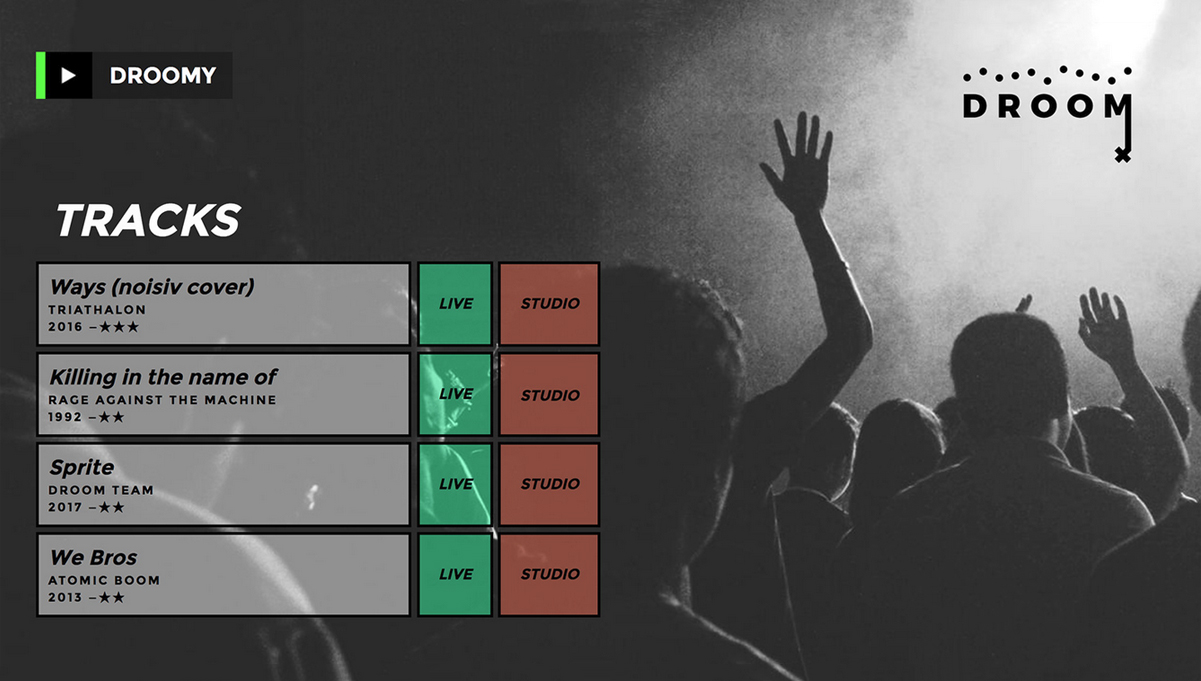 DROOMY
DROOM
TRACKS
Ways (noisiv cover)
TRIATHALON
2016 –★★★
LIVE
STUDIO
Killing in the name of
RAGE AGAINST THE MACHINE
1992 –★★
LIVE
STUDIO
Sprite
DROOM TEAM
2017 –★★
LIVE
STUDIO
We Bros
ATOMIC BOOM
2013 –★★
LIVE
STUDIO